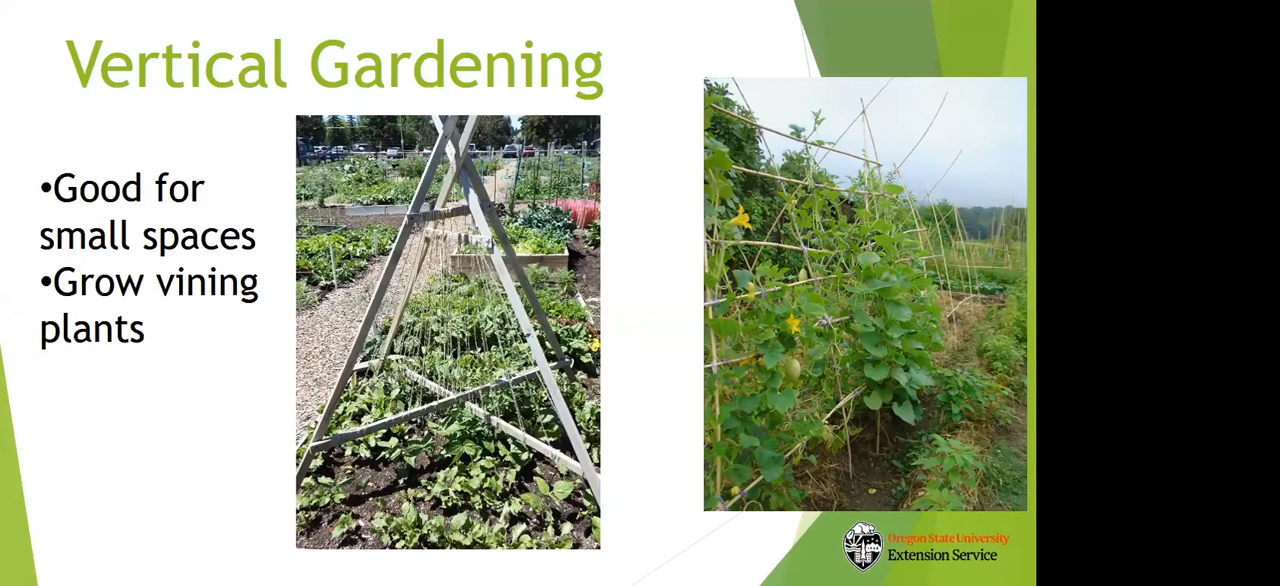 Vertical Gardening
•Good for
small spaces
•Grow vining
plants
Oregon State University
Extension Service